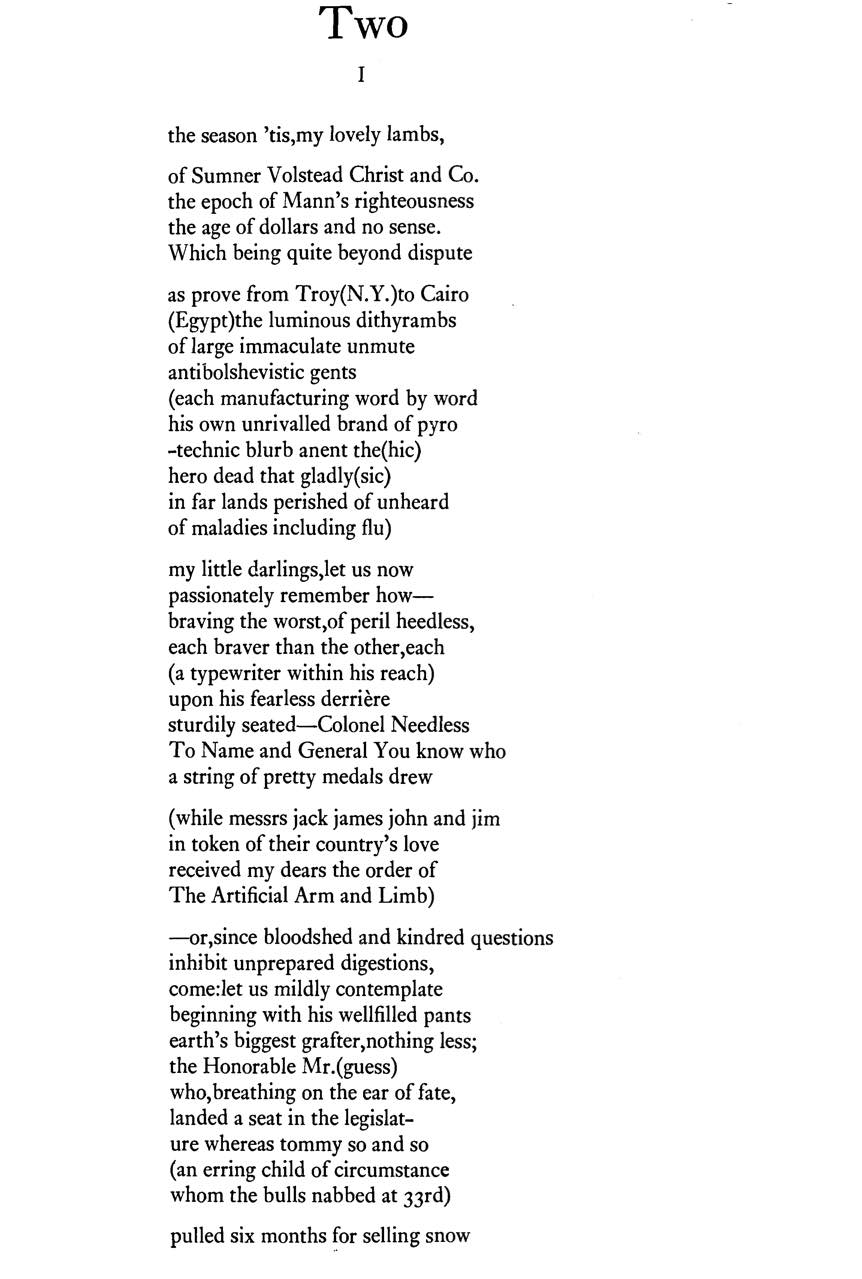 Two
I
the season ’tis,my lovely lambs,
of Sumner Volstead Christ and Co.
the epoch of Mann’s righteousness
the age of dollars and no sense.
Which being quite beyond dispute
as prove from Troy(N.Y.)to Cairo
(Egypt)the luminous dithyrambs
of large immaculate unmute
antibolshevistic gents
(each manufacturing word by word
his own unrivalled brand of pyro
-technic blurb anent the(hic)
hero dead that gladly(sic)
in far lands perished of unheard
of maladies including flu)
my little darlings,let us now
passionately remember how—
braving the worst,of peril heedless,
each braver than the other,each
(a typewriter within his reach)
upon his fearless derrière
sturdily seated—Colonel Needless
To Name and General You know who
a string of pretty medals drew
(while messrs jack james john and jim
in token of their country’s love
received my dears the order of
The Artificial Arm and Limb)
—or,since bloodshed and kindred questions
inhibit unprepared digestions,
come:let us mildly contemplate
beginning with his wellfilled pants
earth’s biggest grafter,nothing less;
the Honorable Mr.(guess)
who,breathing on the ear of fate,
landed a seat in the legislat-
ure whereas tommy so and so
(an erring child of circumstance
whom the bulls nabbed at 33rd)
pulled six months for selling snow